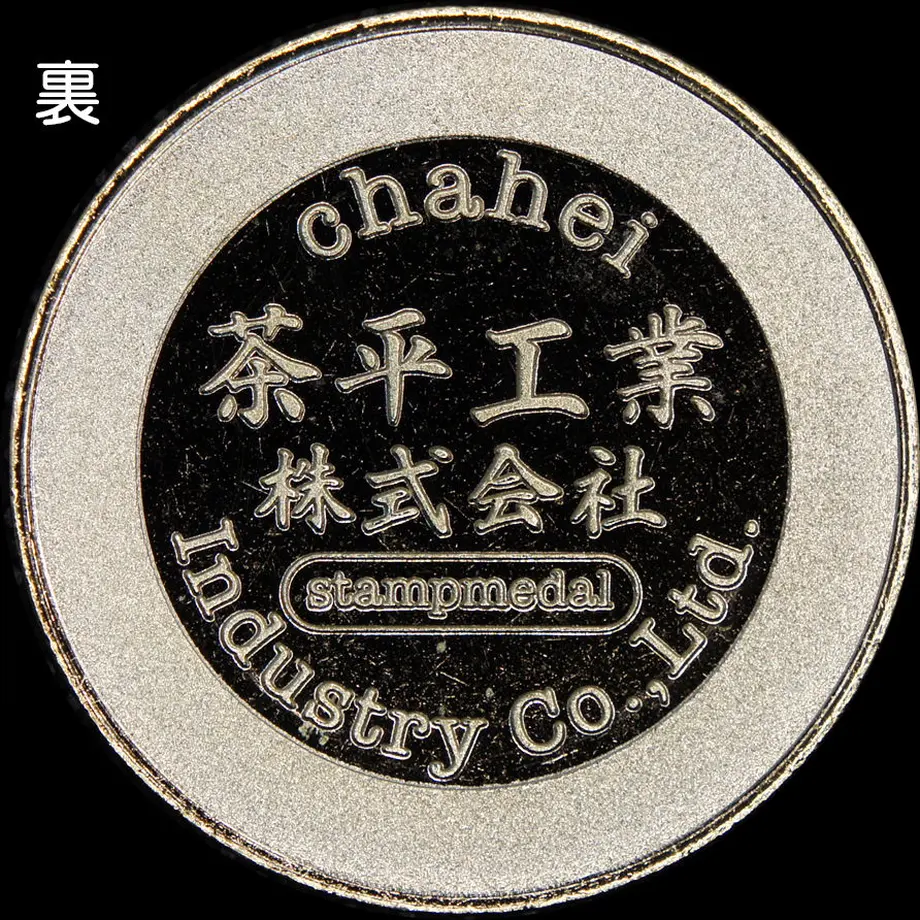 裏
chahei
茶平工業
株式会社
stampmedal
Industry Co.,Ltd.